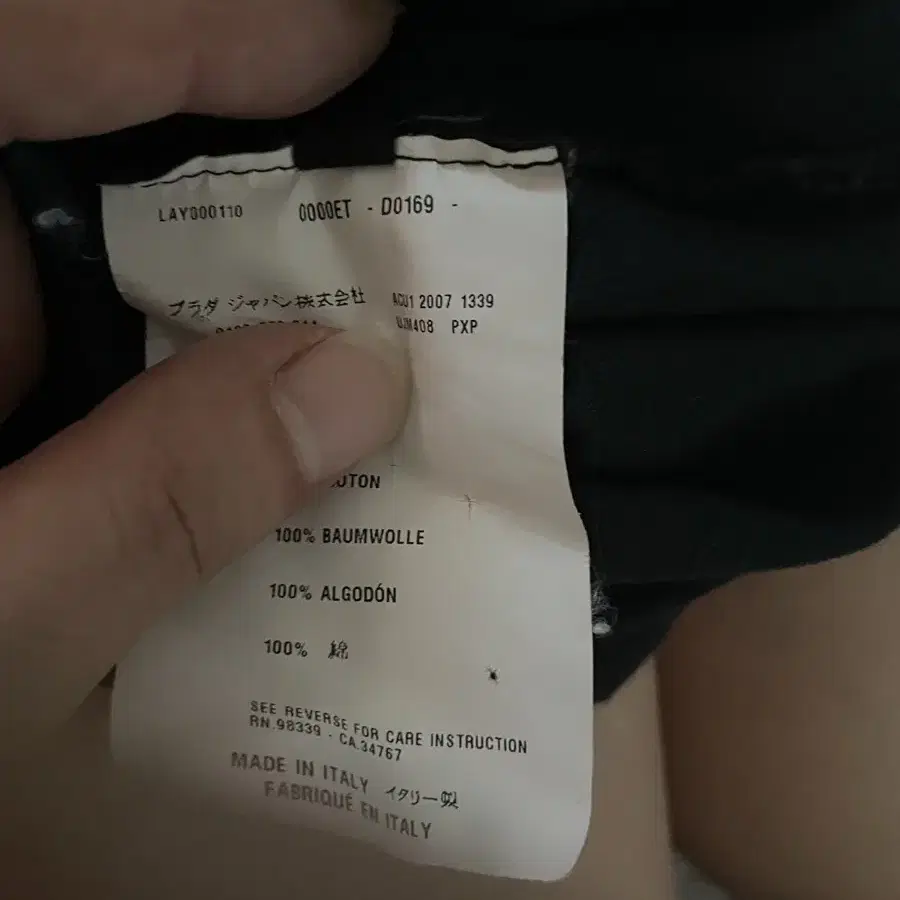 LAY000110 0000ET - D0169 -
プラダ ジャパン株式会社 ACU1 2007 1339
UJM408 PXP
100% BAUMWOLLE
100% ALGODÓN
100% 綿
SEE REVERSE FOR CARE INSTRUCTION
RN.98339 - CA.34767
MADE IN ITALY イタリー製
FABRIQUÉ EN ITALY